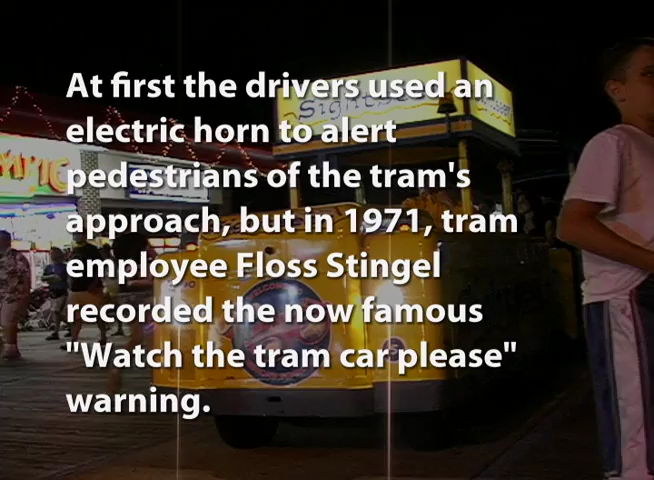 At first the drivers used an
electric horn to alert
pedestrians of the tram's
approach, but in 1971, tram
employee Floss Stingel
recorded the now famous
"Watch the tram car please"
warning.